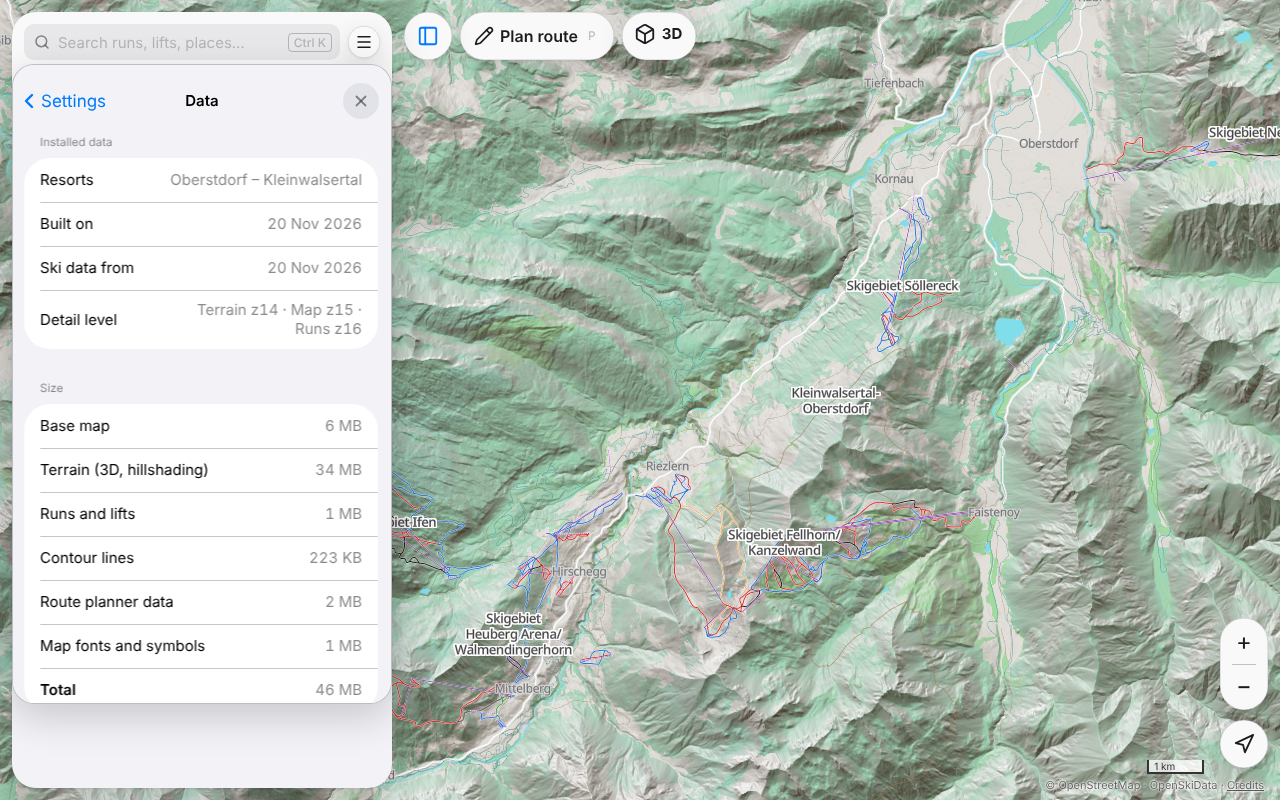 Search runs, lifts, places...
Ctrl K
Plan route P
3D
Settings
Data
Installed data
Resorts Oberstdorf – Kleinwalsertal
Built on 20 Nov 2026
Ski data from 20 Nov 2026
Detail level Terrain z14 · Map z15 ·
Runs z16
Size
Base map 6 MB
Terrain (3D, hillshading) 34 MB
Runs and lifts 1 MB
Contour lines 223 KB
Route planner data 2 MB
Map fonts and symbols 1 MB
Total 46 MB
Tiefenbach
Oberstdorf
Kornau
Skigebiet Ne
Skigebiet Söllereck
Kleinwalsertal-
Oberstdorf
Riezlern
biet Ifen
Skigebiet Fellhorn/
Kanzelwand
Faistenoy
Hirschegg
Skigebiet
Heuberg Arena/
Walmendingerhorn
Mittelberg
1 km
© OpenStreetMap · OpenSkiData · Credits